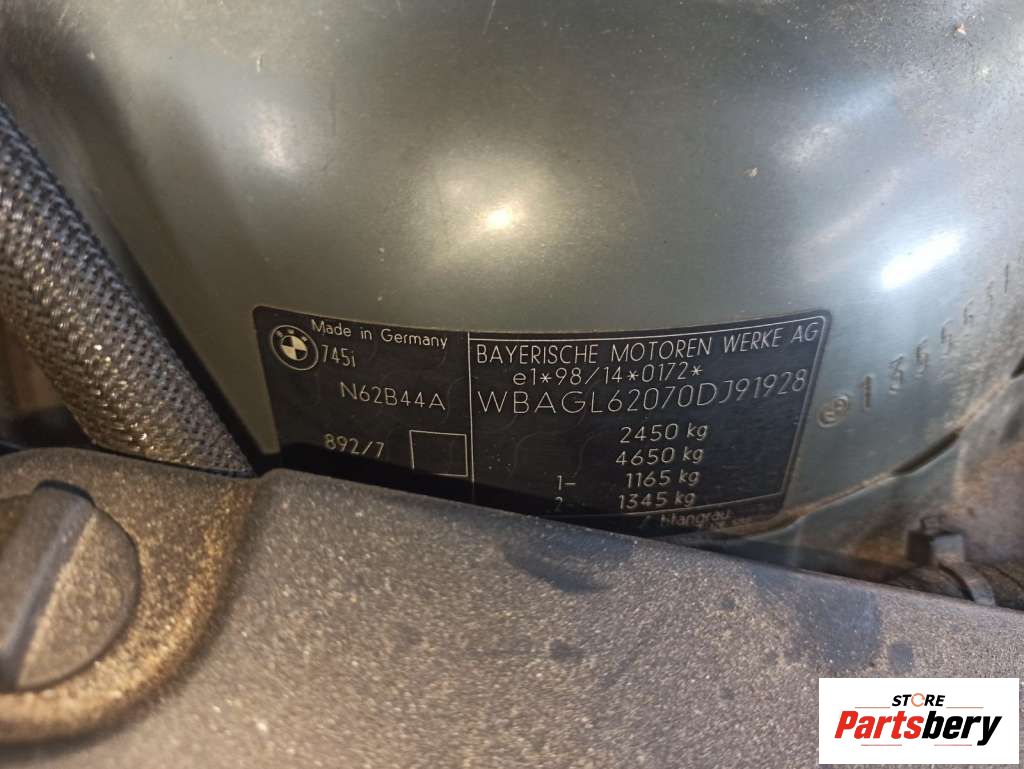 Made in Germany
745i
N62B44A
892/7
BAYERISCHE MOTOREN WERKE AG
e1*98/14*0172*
WBAGL62070DJ91928
2450 kg
4650 kg
1- 1165 kg
2- 1345 kg
titangrau
STORE
Partsbery